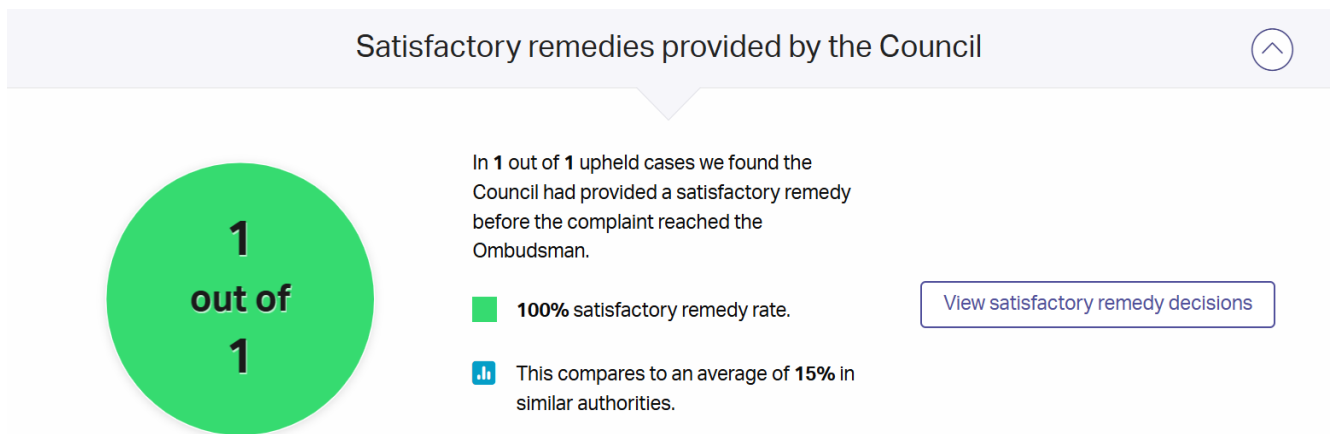 Satisfactory remedies provided by the Council
1
out of
1
In 1 out of 1 upheld cases we found the
Council had provided a satisfactory remedy
before the complaint reached the
Ombudsman.
100% satisfactory remedy rate.
This compares to an average of 15% in
similar authorities.
View satisfactory remedy decisions